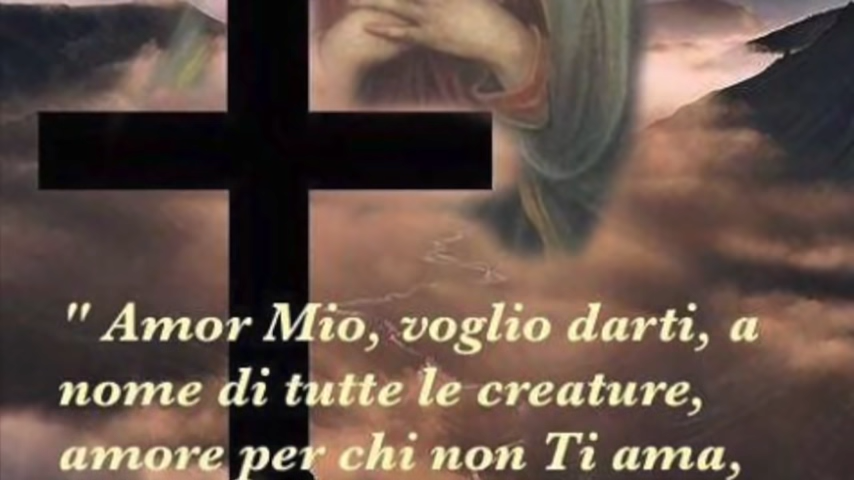 " Amor Mio, voglio darti, a
nome di tutte le creature,
amore per chi non Ti ama,